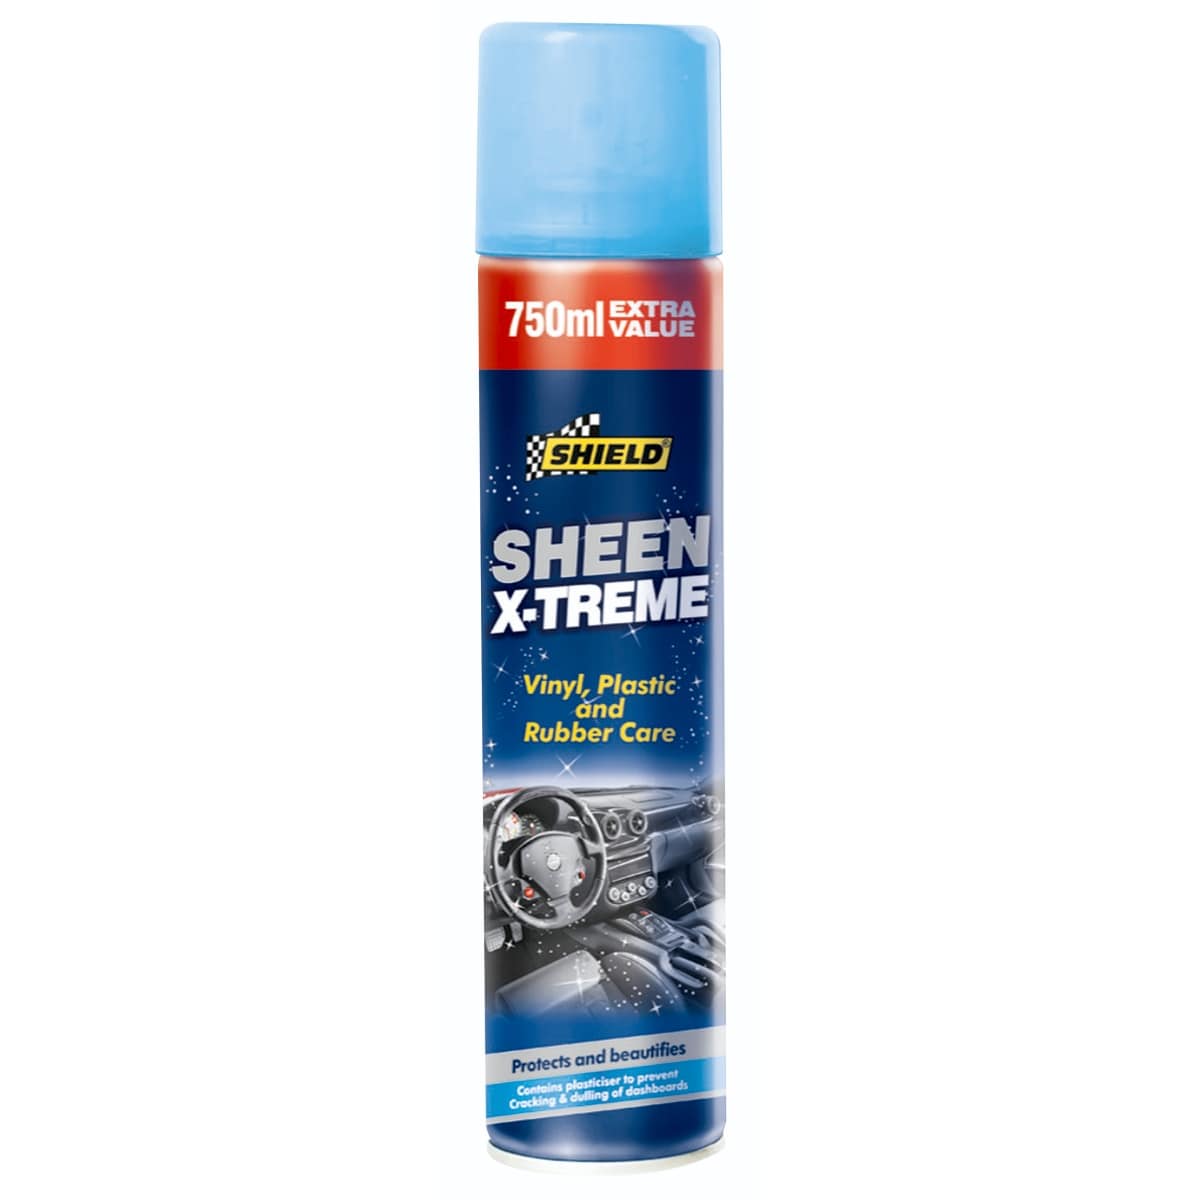 750ml EXTRA VALUE
SHIELD®
SHEEN
X-TREME
Vinyl, Plastic
and
Rubber Care
Protects and beautifies
Contains plasticiser to prevent
Cracking & dulling of dashboards